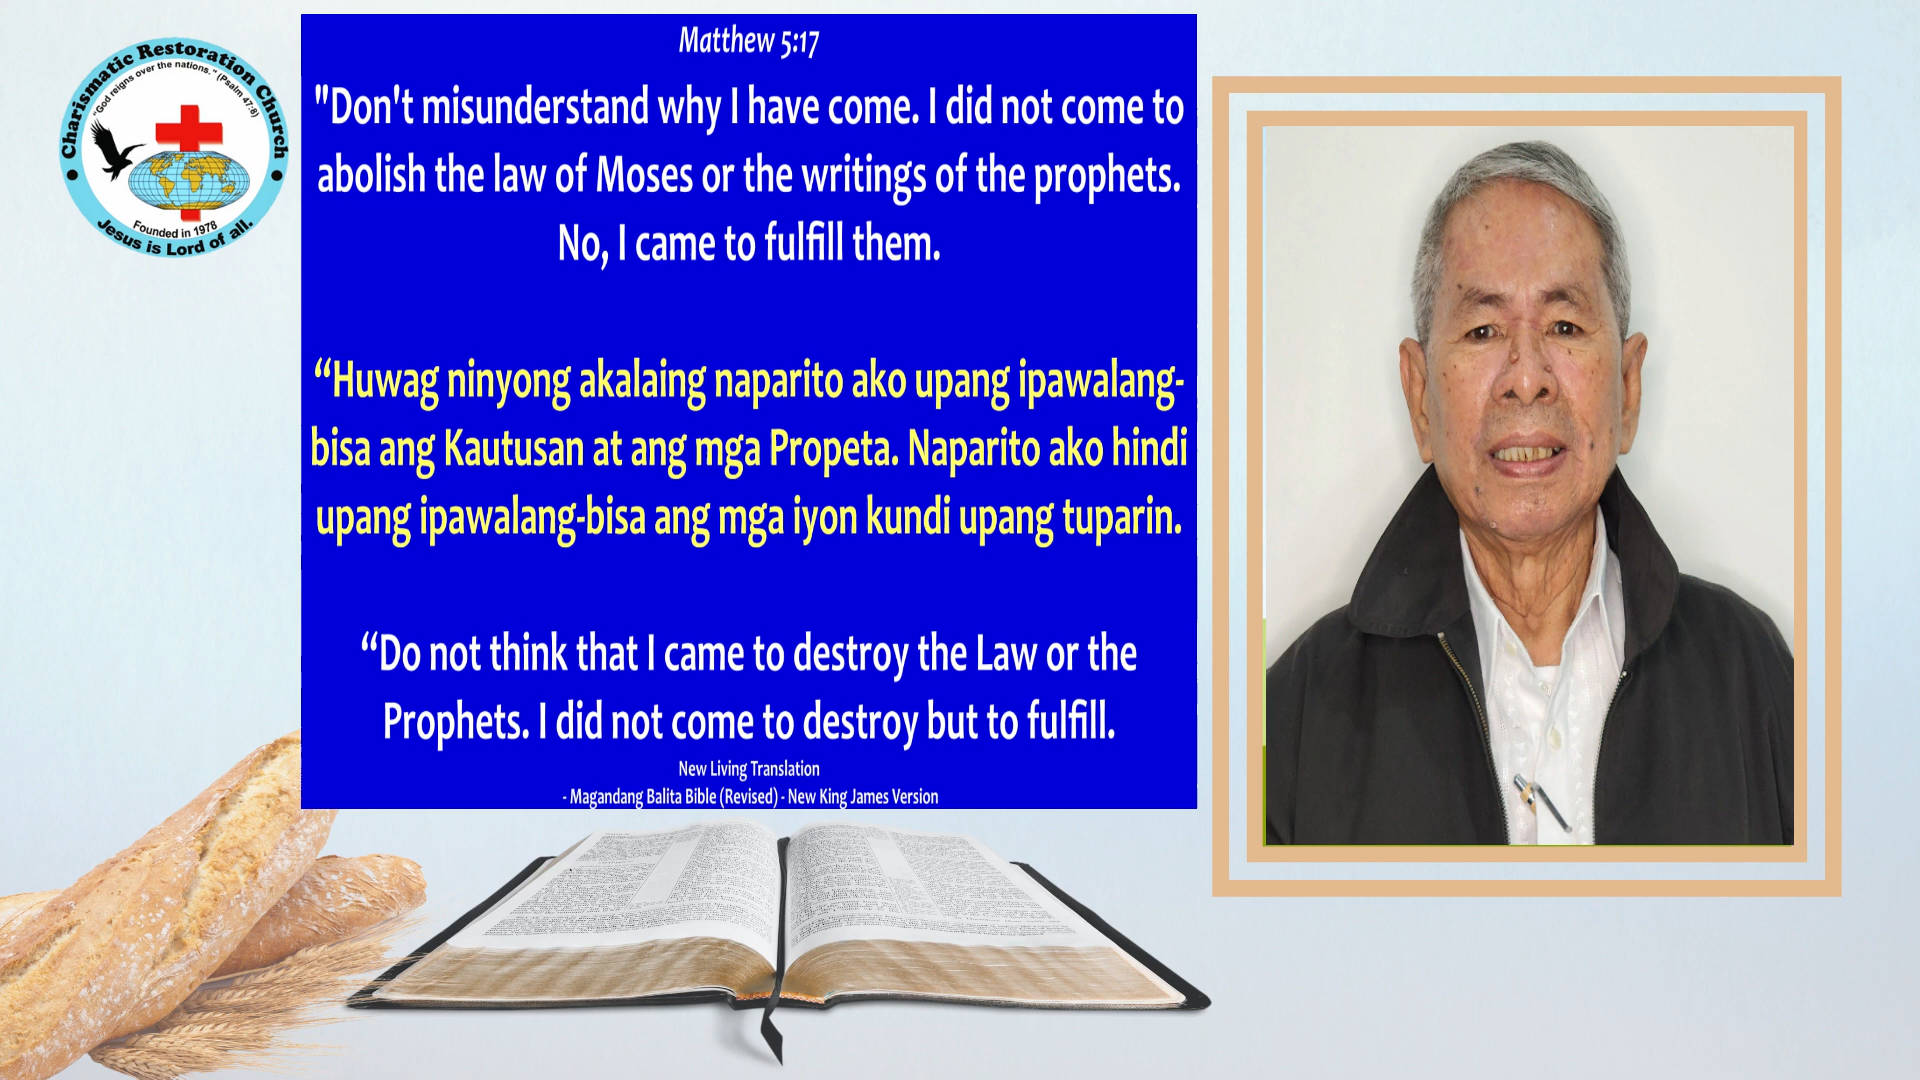 Charismatic Restoration Church
"God reigns over the nations." (Psalm 47:8)
Founded in 1978
Jesus is Lord of all.
Matthew 5:17
"Don't misunderstand why I have come. I did not come to
abolish the law of Moses or the writings of the prophets.
No, I came to fulfill them.
“Huwag ninyong akalaing naparito ako upang ipawalang-
bisa ang Kautusan at ang mga Propeta. Naparito ako hindi
upang ipawalang-bisa ang mga iyon kundi upang tuparin.
“Do not think that I came to destroy the Law or the
Prophets. I did not come to destroy but to fulfill.
New Living Translation
- Magandang Balita Bible (Revised) - New King James Version